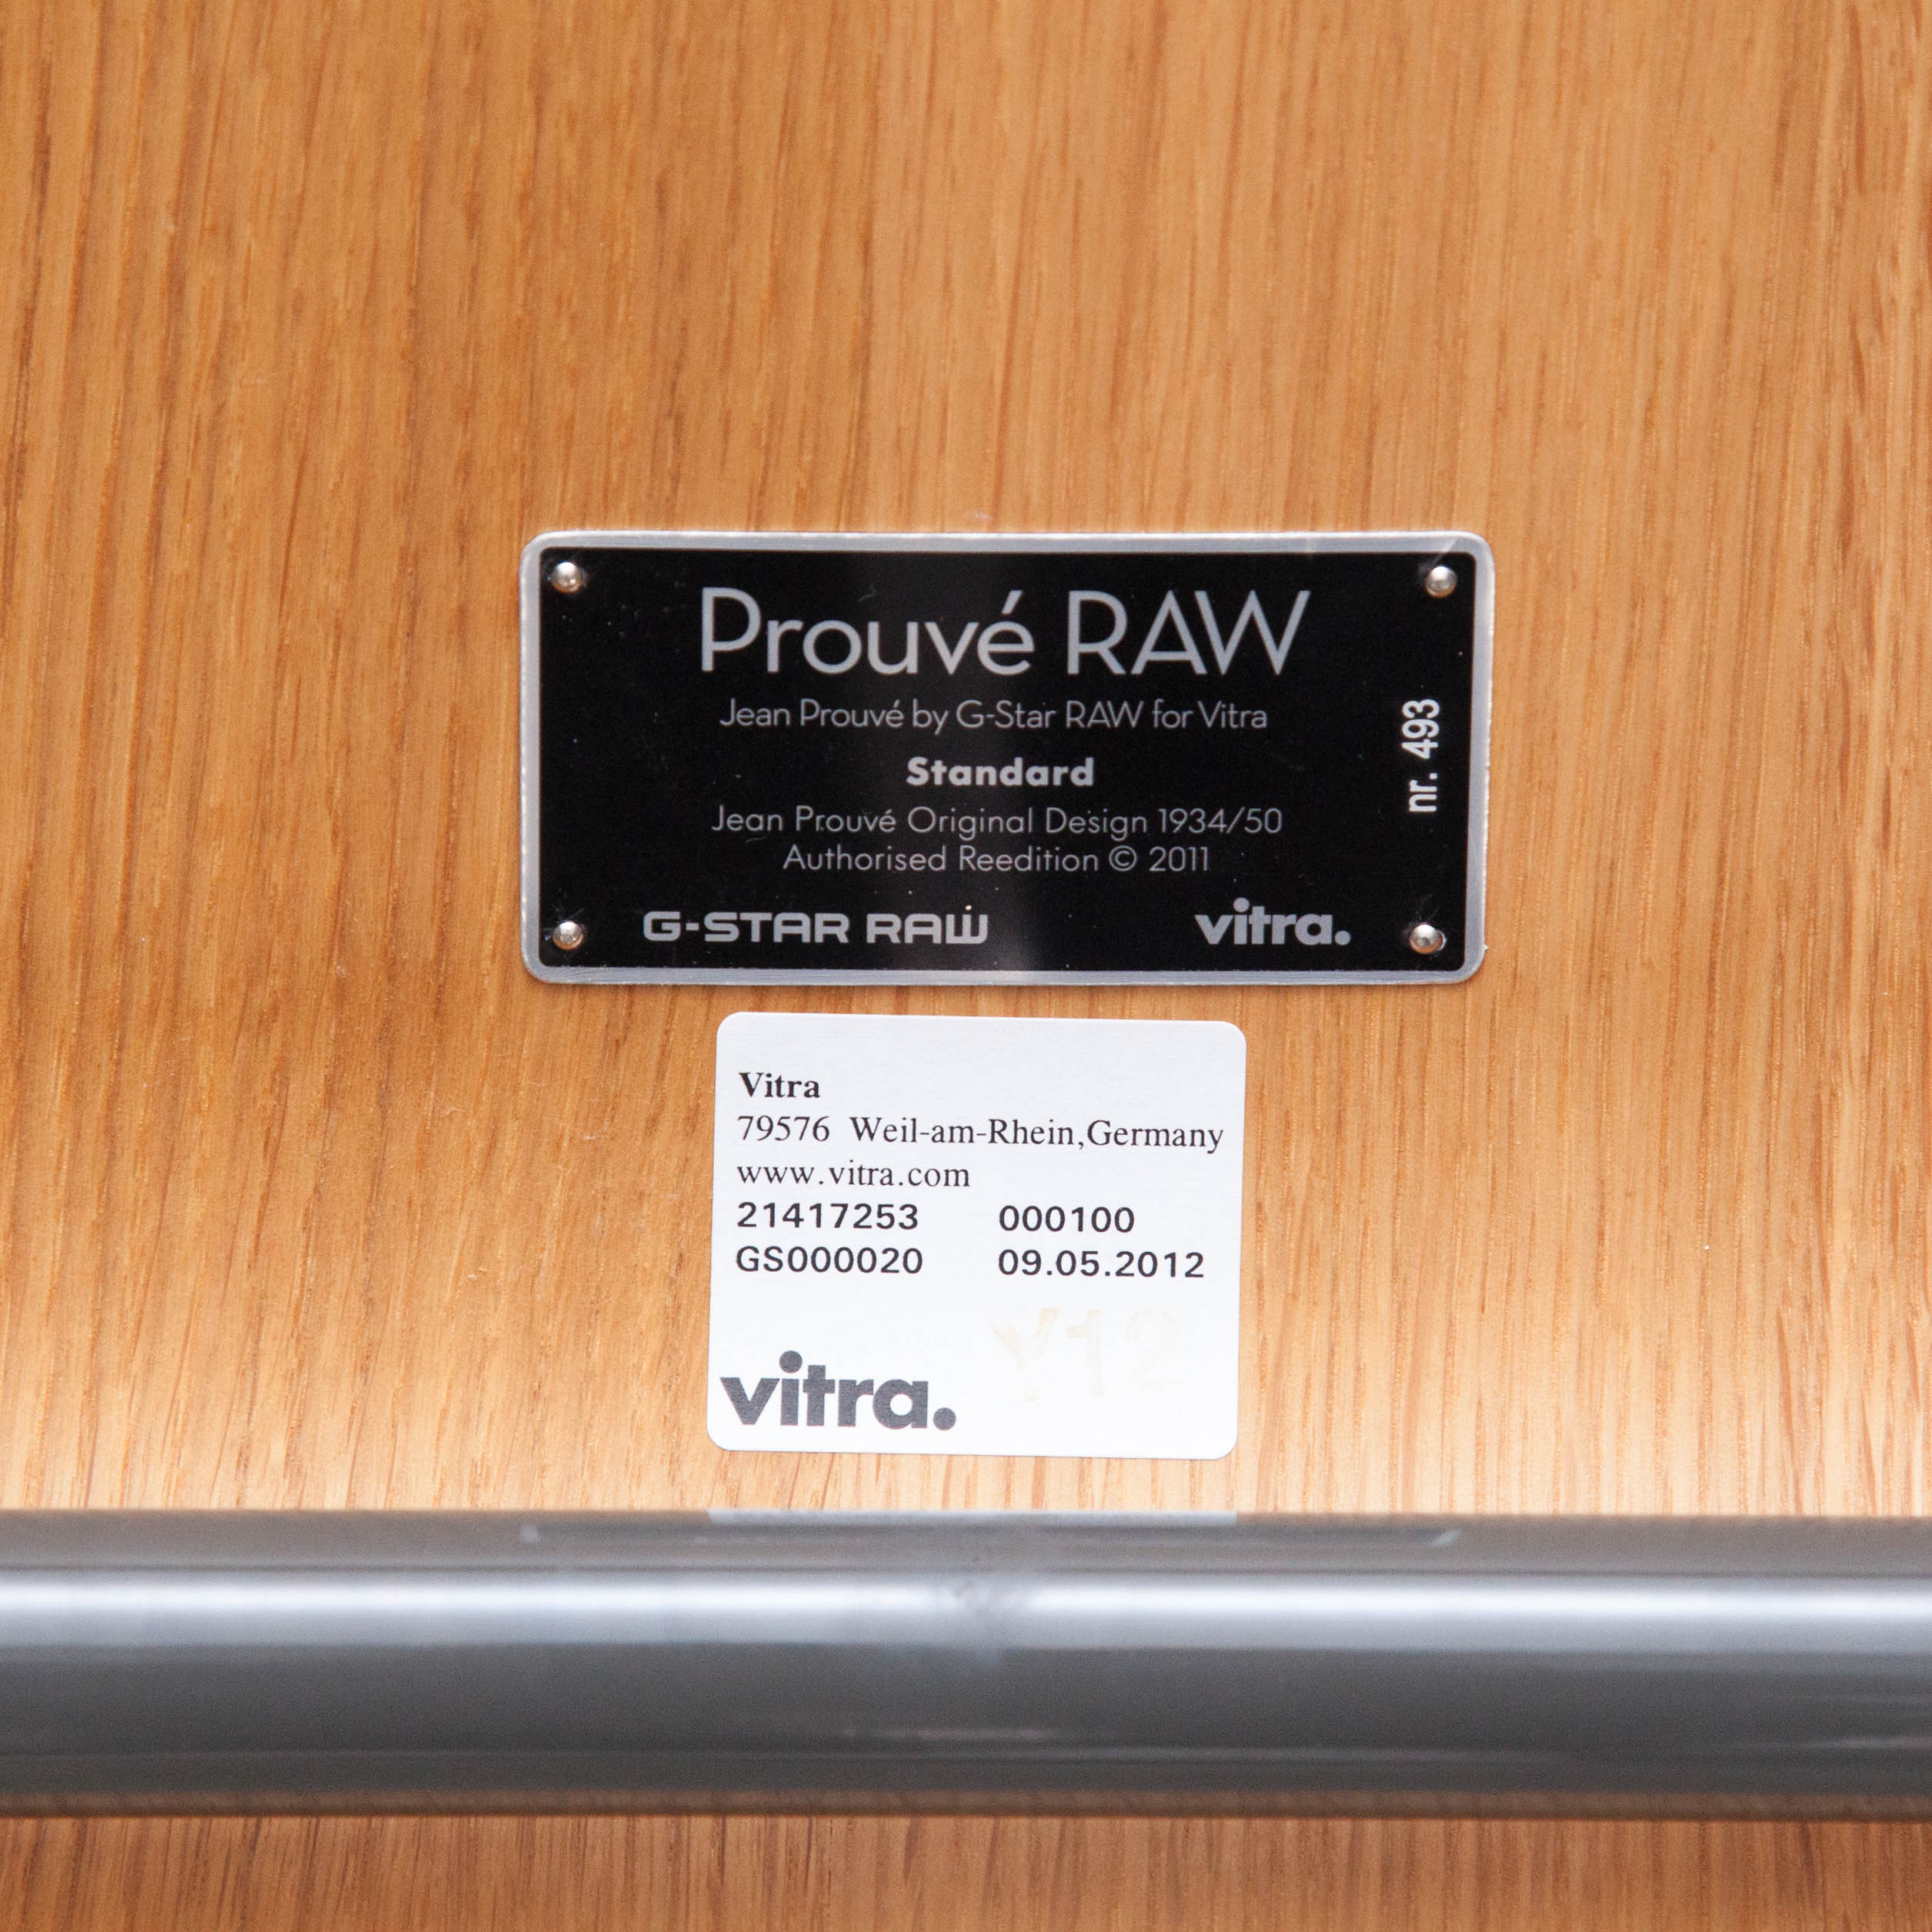 Prouvé RAW
Jean Prouvé by G-Star RAW for Vitra
Standard
Jean Prouvé Original Design 1934/50
Authorised Reedition © 2011
G-STAR RAW
vitra.
nr. 493
Vitra
79576 Weil-am-Rhein,Germany
www.vitra.com
21417253 000100
GS000020 09.05.2012
vitra.